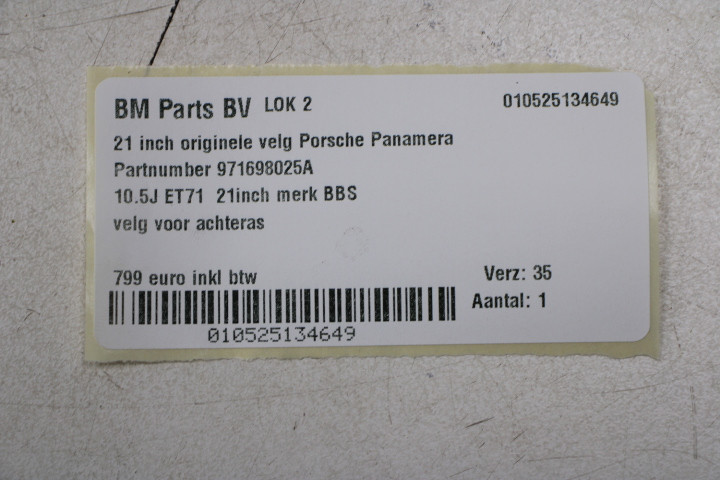 BM Parts BV LOK 2 010525134649
21 inch originele velg Porsche Panamera
Partnumber 971698025A
10.5J ET71 21inch merk BBS
velg voor achteras
799 euro inkl btw Verz: 35
Aantal: 1
010525134649